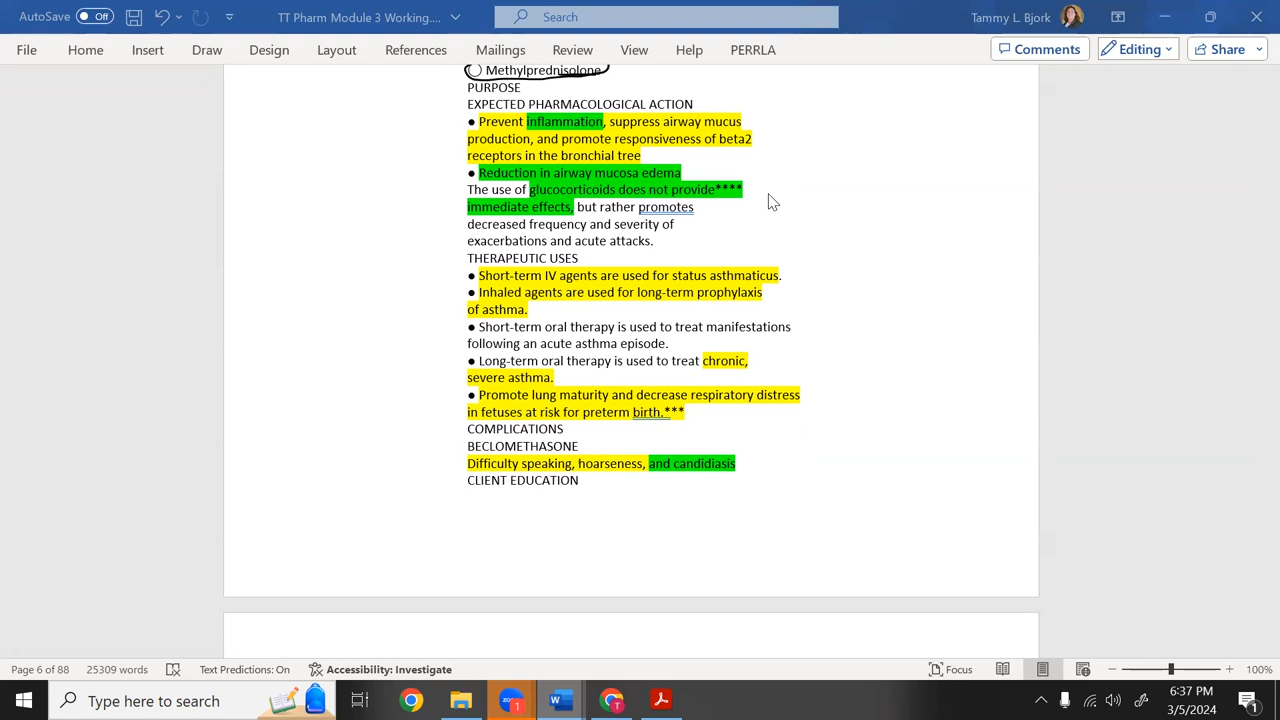 AutoSave Off TT Pharm Module 3 Working.... Search Tammy L. Bjork
File Home Insert Draw Design Layout References Mailings Review View Help PERRLA Comments Editing Share
Methylprednisolone
PURPOSE
EXPECTED PHARMACOLOGICAL ACTION
● Prevent inflammation, suppress airway mucus
production, and promote responsiveness of beta2
receptors in the bronchial tree
● Reduction in airway mucosa edema
The use of glucocorticoids does not provide****
immediate effects, but rather promotes
decreased frequency and severity of
exacerbations and acute attacks.
THERAPEUTIC USES
● Short-term IV agents are used for status asthmaticus.
● Inhaled agents are used for long-term prophylaxis
of asthma.
● Short-term oral therapy is used to treat manifestations
following an acute asthma episode.
● Long-term oral therapy is used to treat chronic,
severe asthma.
● Promote lung maturity and decrease respiratory distress
in fetuses at risk for preterm birth.***
COMPLICATIONS
BECLOMETHASONE
Difficulty speaking, hoarseness, and candidiasis
CLIENT EDUCATION
Page 6 of 88 25309 words Text Predictions: On Accessibility: Investigate Focus 100%
Type here to search 6:37 PM
3/5/2024